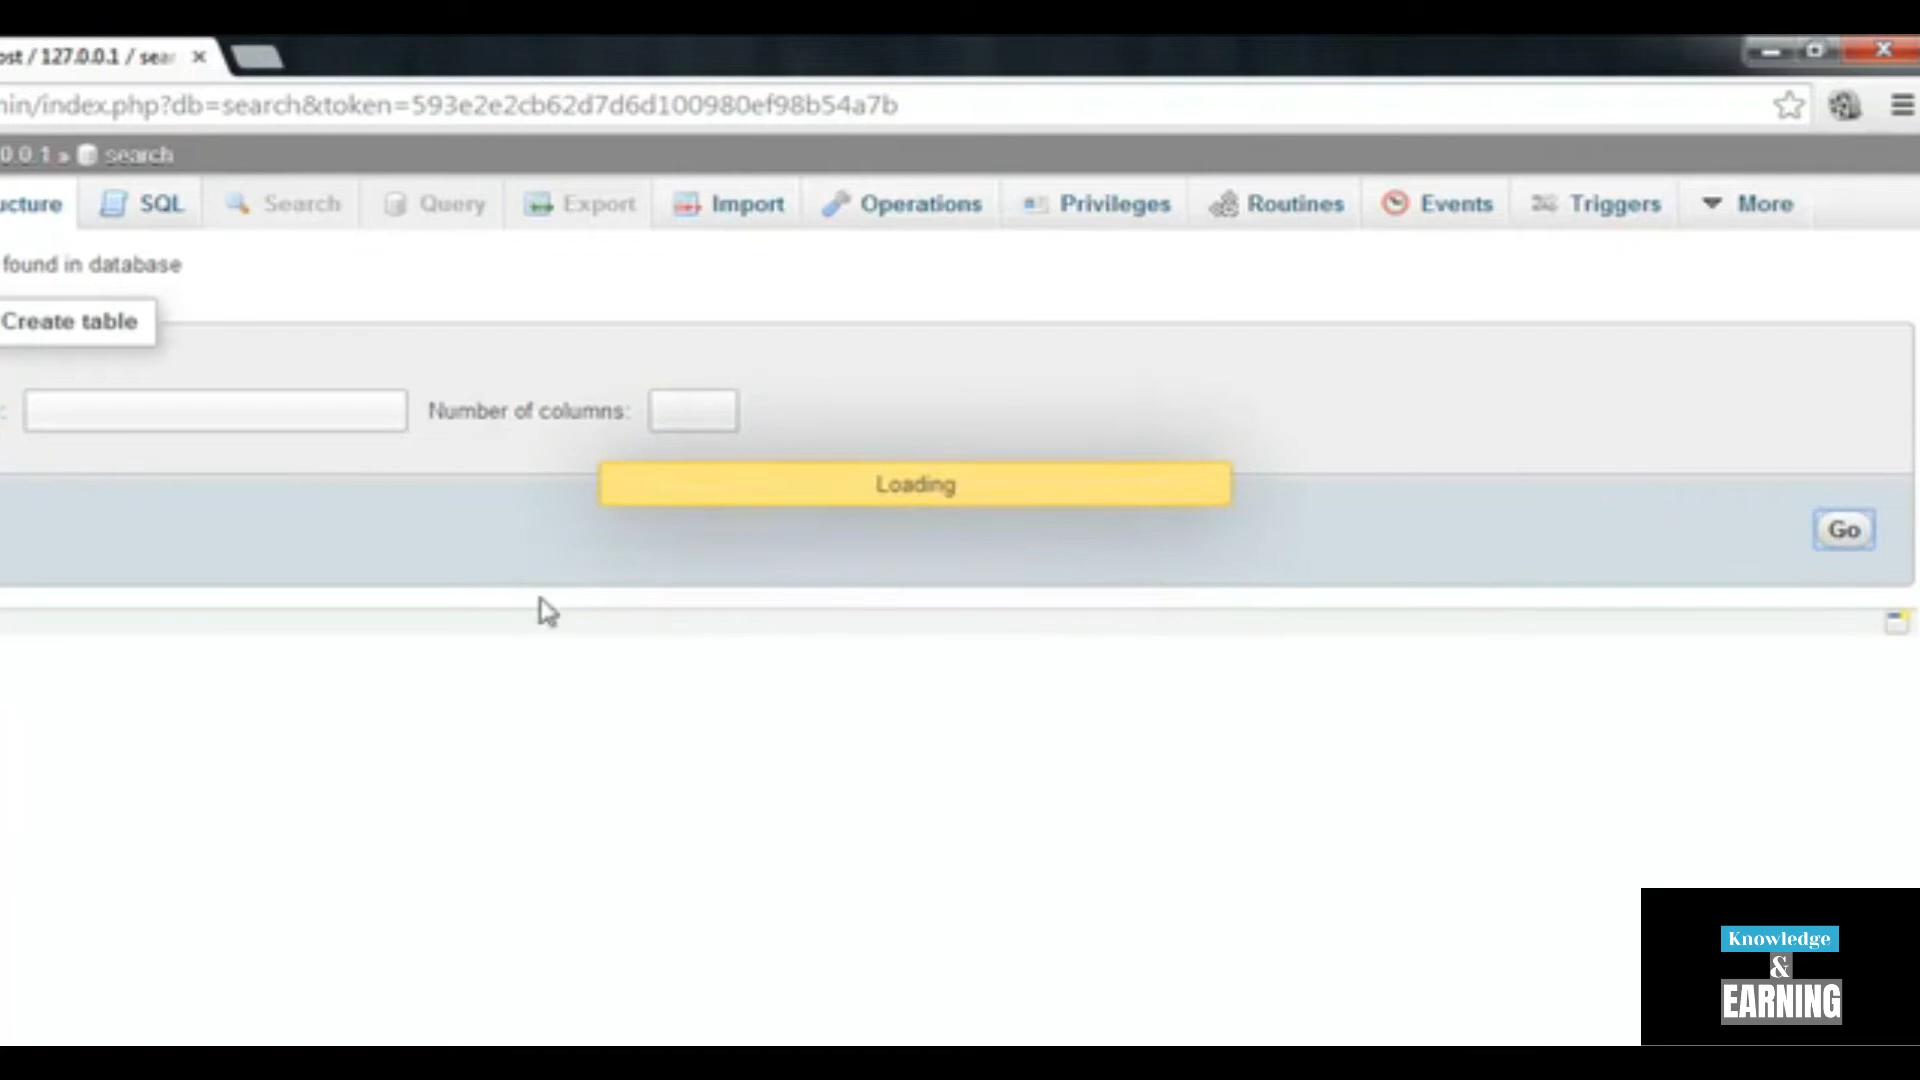 ost / 127.0.0.1 / sear
min/index.php?db=search&token=593e2e2cb62d7d6d100980ef98b54a7b
0.0.1 » search
ucture SQL Search Query Export Import Operations Privileges Routines Events Triggers More
found in database
Create table
: Number of columns:
Loading
Go
Knowledge
&
EARNING